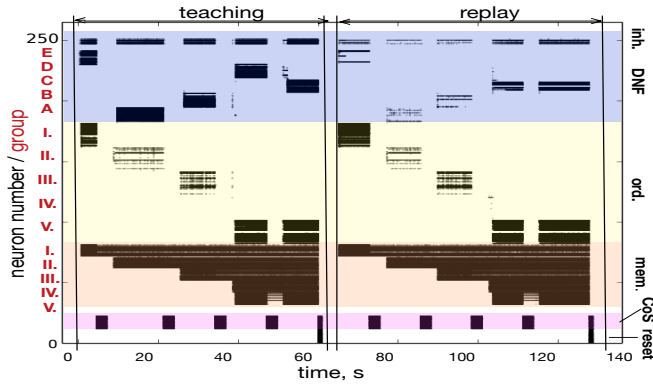 teaching
replay
250
E
D
C
B
A
I.
II.
III.
IV.
V.
I.
II.
III.
IV.
V.
0
neuron number / group
inh.
DNF
ord.
mem.
CoS
reset
0 20 40 60 80 100 120 140
time, s